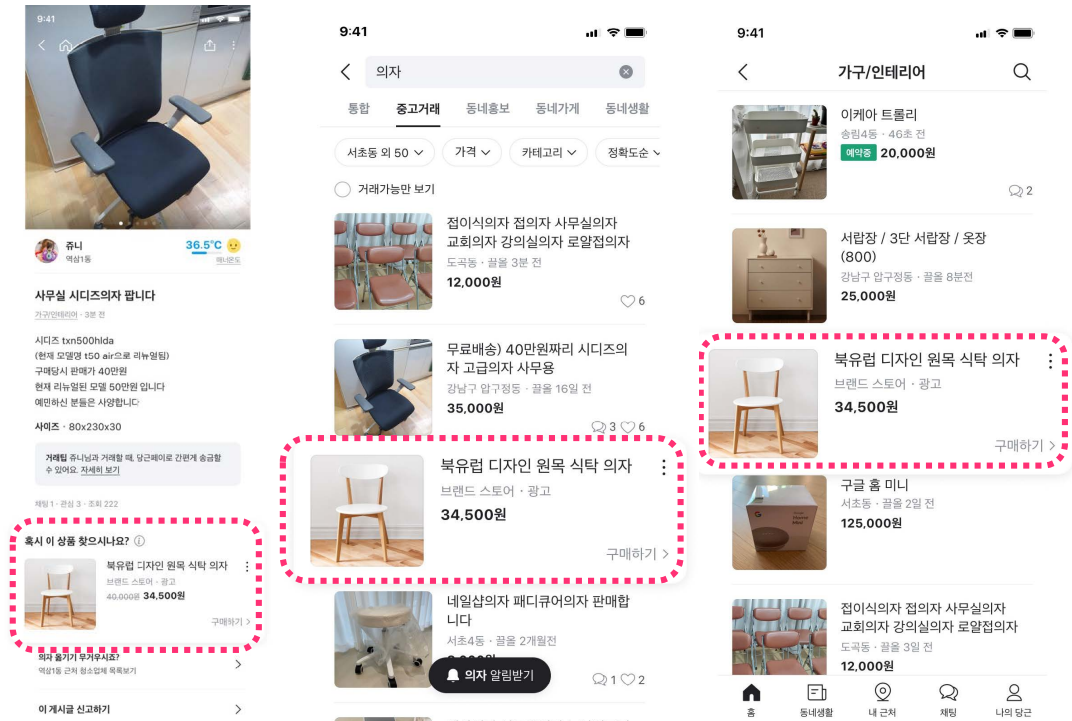 9:41
쥬니
역삼1동
36.5°C
매너온도
사무실 시디즈의자 팝니다
가구/인테리어 · 3분 전
시디즈 txn500hlda
(현재 모델명 t50 air으로 리뉴얼됨)
구매당시 판매가 40만원
현재 리뉴얼된 모델 50만원 입니다
예민하신 분들은 사양합니다
사이즈 · 80x230x30
거래팁 쥬니님과 거래할 때, 당근페이로 간편게 송금할
수 있어요. 자세히 보기
채팅 1 · 관심 3 · 조회 222
혹시 이 상품 찾으시나요?
북유럽 디자인 원목 식탁 의자
브랜드 스토어 · 광고
40,000원 34,500원
구매하기
의자 옮기기 무거우시죠?
역삼1동 근처 청소업체 목록보기
이 게시글 신고하기
9:41
의자
통합 중고거래 동네홍보 동네가게 동네생활
서초동 외 50 가격 카테고리 정확도순
거래가능만 보기
접이식의자 접의자 사무실의자
교회의자 강의실의자 로얄접의자
도곡동 · 끌올 3분 전
12,000원
6
무료배송) 40만원짜리 시디즈의
자 고급의자 사무용
강남구 압구정동 · 끌올 16일 전
35,000원
3 6
북유럽 디자인 원목 식탁 의자
브랜드 스토어 · 광고
34,500원
구매하기
네일샵의자 패디큐어의자 판매합
니다
서초4동 · 끌올 2개월전
의자 알림받기
1 2
9:41
가구/인테리어
이케아 트롤리
송림4동 · 46초 전
예약중 20,000원
2
서랍장 / 3단 서랍장 / 옷장
(800)
강남구 압구정동 · 끌올 8분전
25,000원
북유럽 디자인 원목 식탁 의자
브랜드 스토어 · 광고
34,500원
구매하기
구글 홈 미니
서초동 · 끌올 2일 전
125,000원
접이식의자 접의자 사무실의자
교회의자 강의실의자 로얄접의자
도곡동 · 끌올 3일 전
12,000원
홈 동네생활 내 근처 채팅 나의 당근